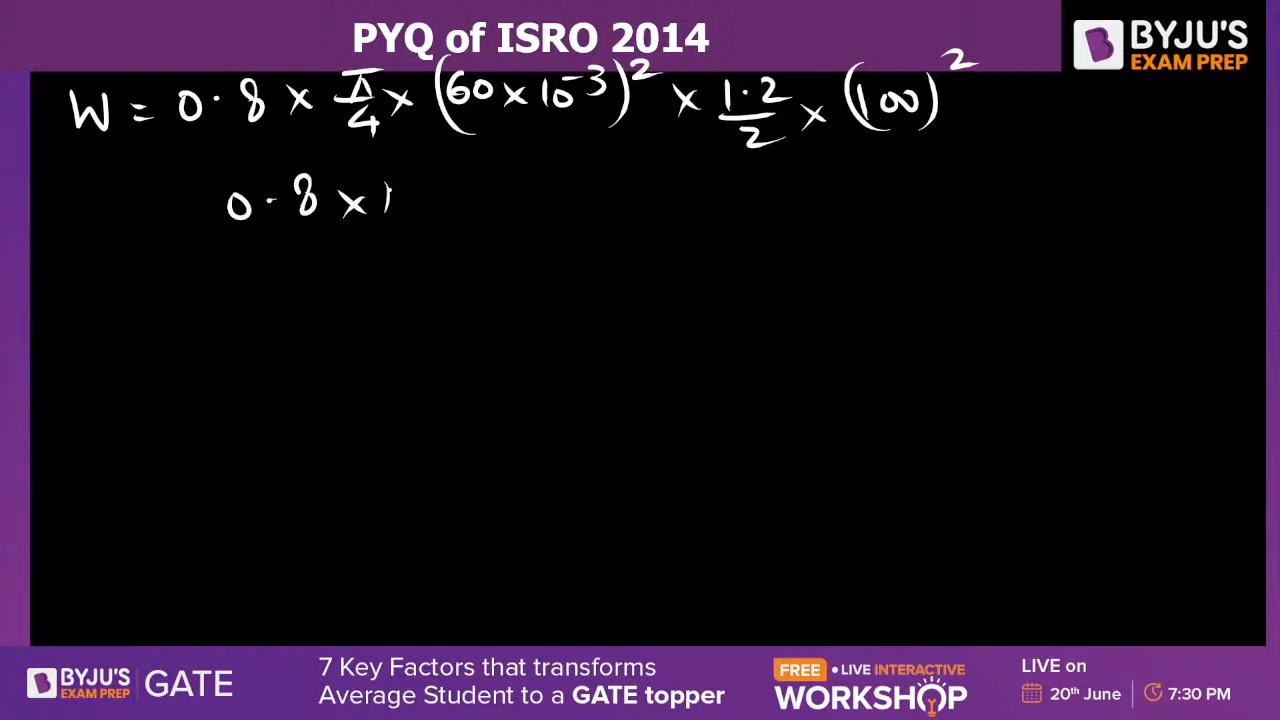 PYQ of ISRO 2014
BYJU'S
EXAM PREP
W = 0.8 × π/4 × (60 × 10⁻³)² × 1.2/2 × (100)²
0.8 ×
BYJU'S
EXAM PREP
GATE
7 Key Factors that transforms
Average Student to a GATE topper
FREE • LIVE INTERACTIVE
WORKSHOP
LIVE on
20th June
7:30 PM